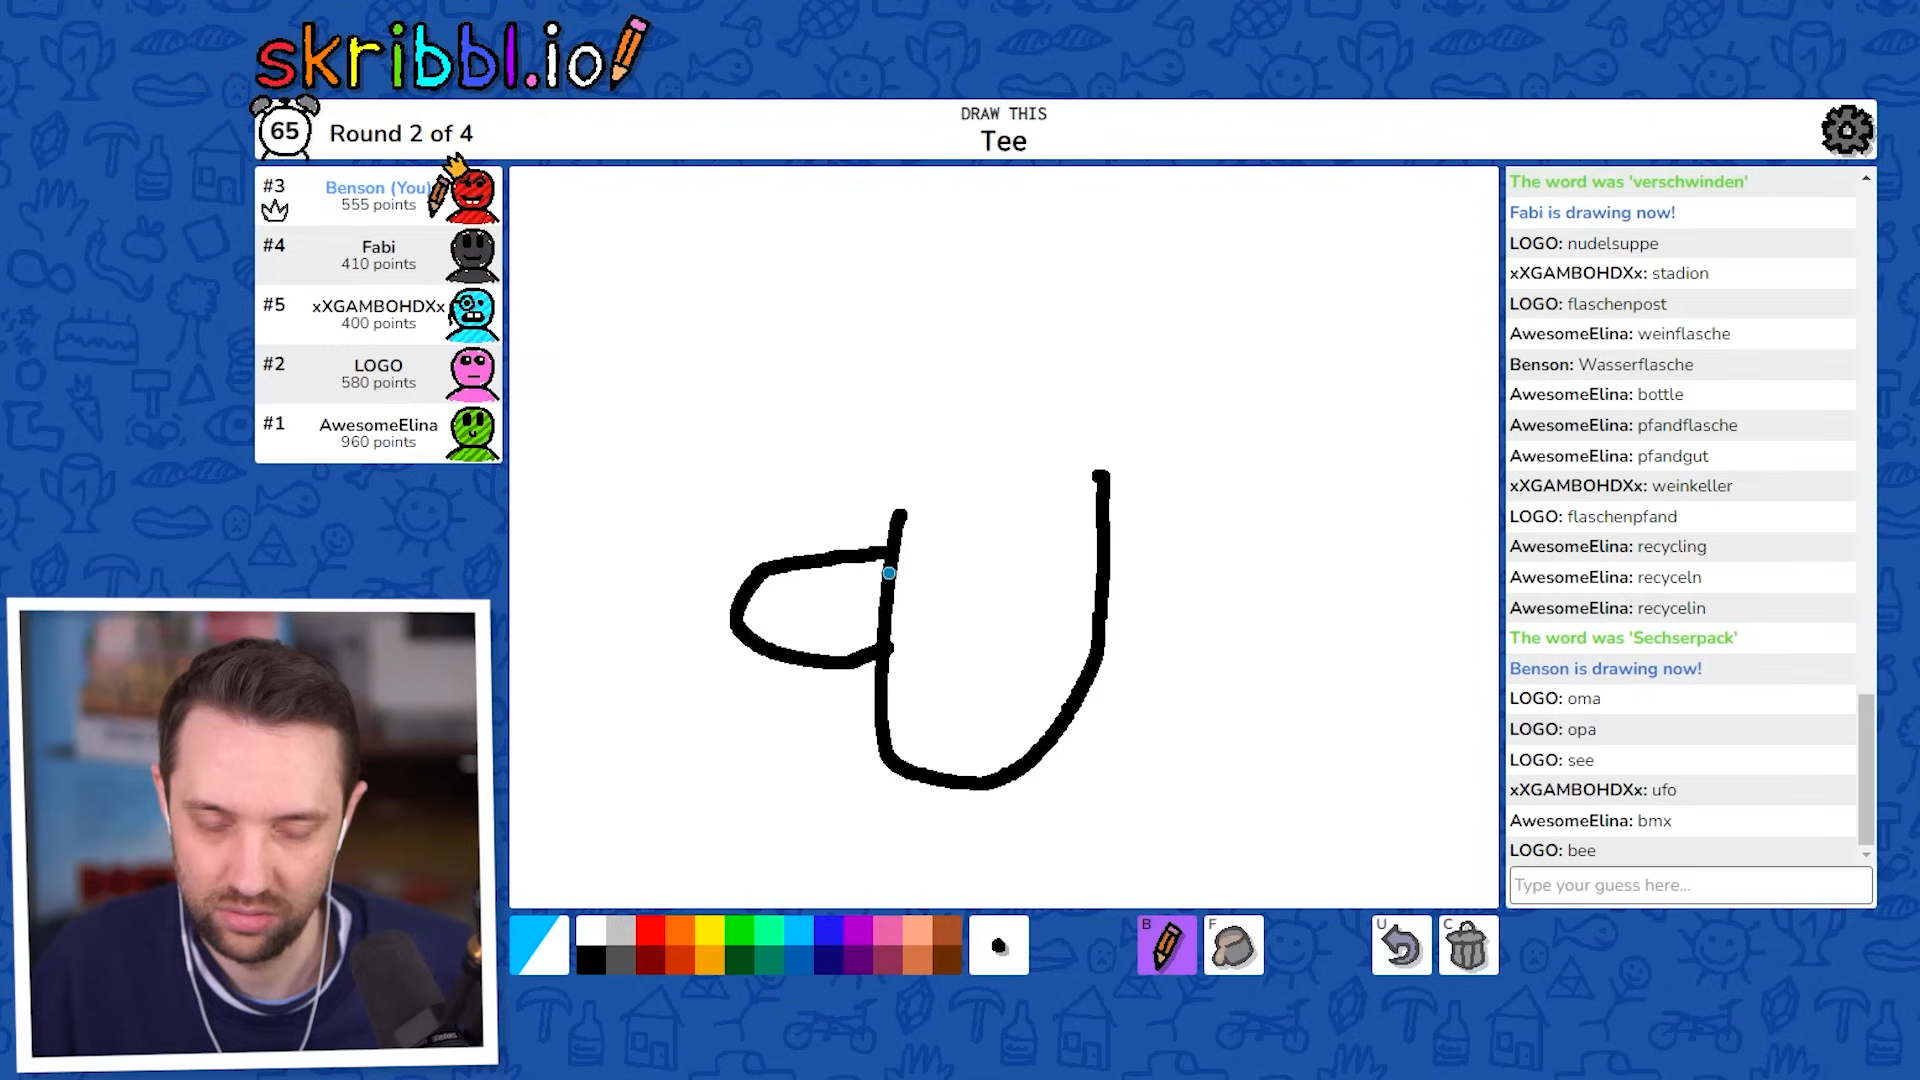 skribbl.io
65
Round 2 of 4
DRAW THIS
Tee
#3
Benson (You)
555 points
#4
Fabi
410 points
#5
xXGAMBOHDXx
400 points
#2
LOGO
580 points
#1
AwesomeElina
960 points
The word was 'verschwinden'
Fabi is drawing now!
LOGO: nudelsuppe
xXGAMBOHDXx: stadion
LOGO: flaschenpost
AwesomeElina: weinflasche
Benson: Wasserflasche
AwesomeElina: bottle
AwesomeElina: pfandflasche
AwesomeElina: pfandgut
xXGAMBOHDXx: weinkeller
LOGO: flaschenpfand
AwesomeElina: recycling
AwesomeElina: recyceln
AwesomeElina: recycelin
The word was 'Sechserpack'
Benson is drawing now!
LOGO: oma
LOGO: opa
LOGO: see
xXGAMBOHDXx: ufo
AwesomeElina: bmx
LOGO: bee
Type your guess here...
B
F
U
C